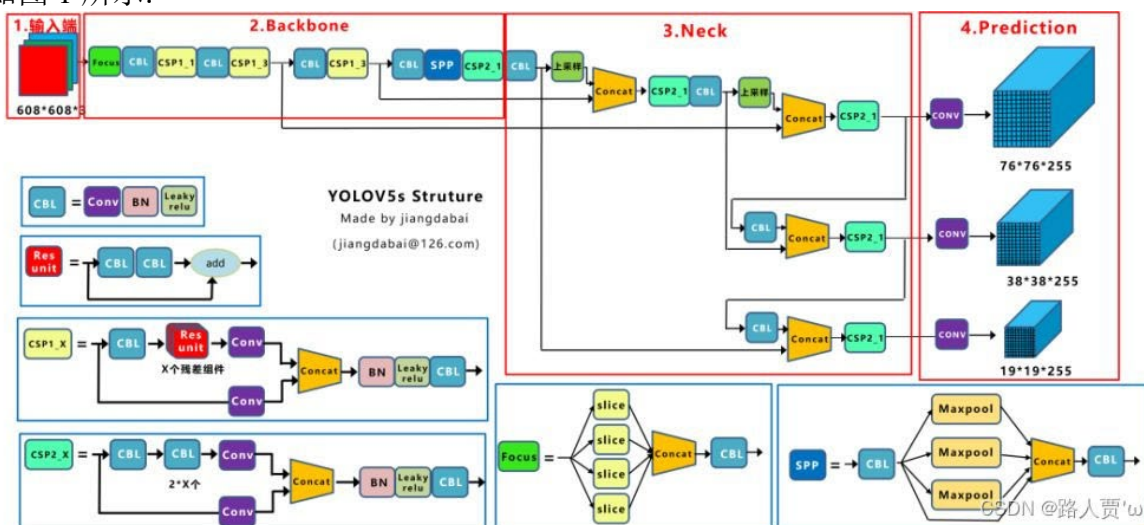 如图 1 所示:
1.输入端
2.Backbone
3.Neck
4.Prediction
Focus
CBL
CSP1_1
CBL
CSP1_3
CBL
CSP1_3
CBL
SPP
CSP2_1
CBL
上采样
Concat
CSP2_1
CBL
上采样
Concat
CSP2_1
CONV
608*608*3
76*76*255
CBL
Concat
CSP2_1
CONV
38*38*255
CBL
Concat
CSP2_1
CONV
19*19*255
YOLOV5s Struture
Made by jiangdabai
(jiangdabai@126.com)
CBL
=
Conv
BN
Leaky
relu
Res
unit
=
CBL
CBL
add
CSP1_X
=
CBL
Res
unit
Conv
X个残差组件
Conv
Concat
BN
Leaky
relu
CBL
CSP2_X
=
CBL
CBL
Conv
2*X个
Conv
Concat
BN
Leaky
relu
CBL
Focus
=
slice
slice
slice
slice
Concat
CBL
SPP
=
CBL
Maxpool
Maxpool
Maxpool
Concat
CBL
CSDN @路人贾'ω'